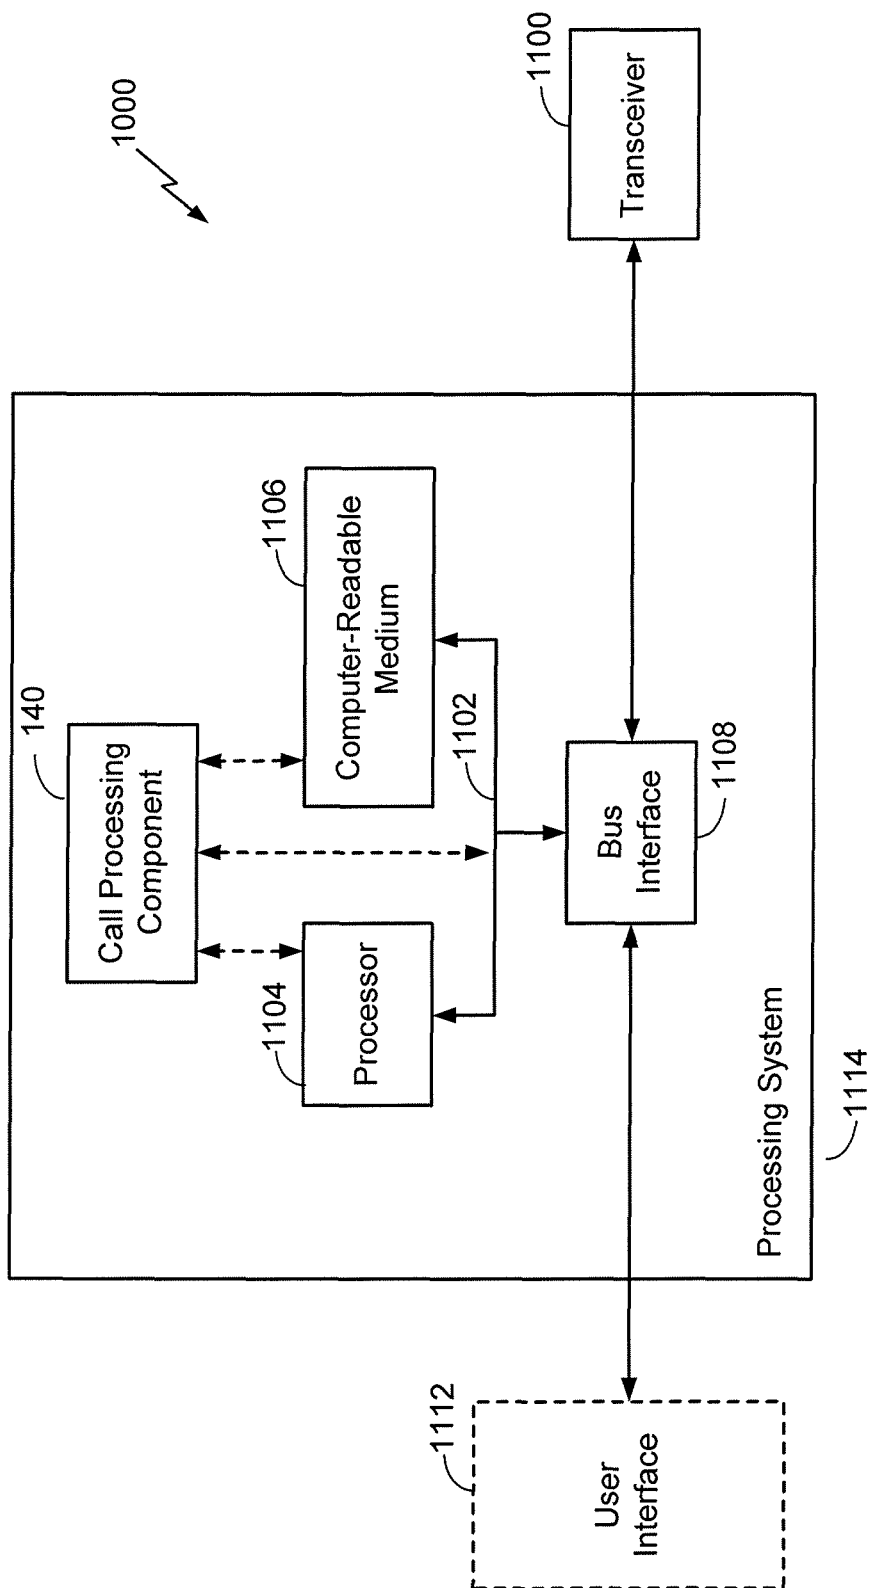 1000
140
Call Processing
Component
1104
Processor
1106
Computer-Readable
Medium
1102
1112
User
Interface
Bus
Interface
1108
1100
Transceiver
Processing System
1114